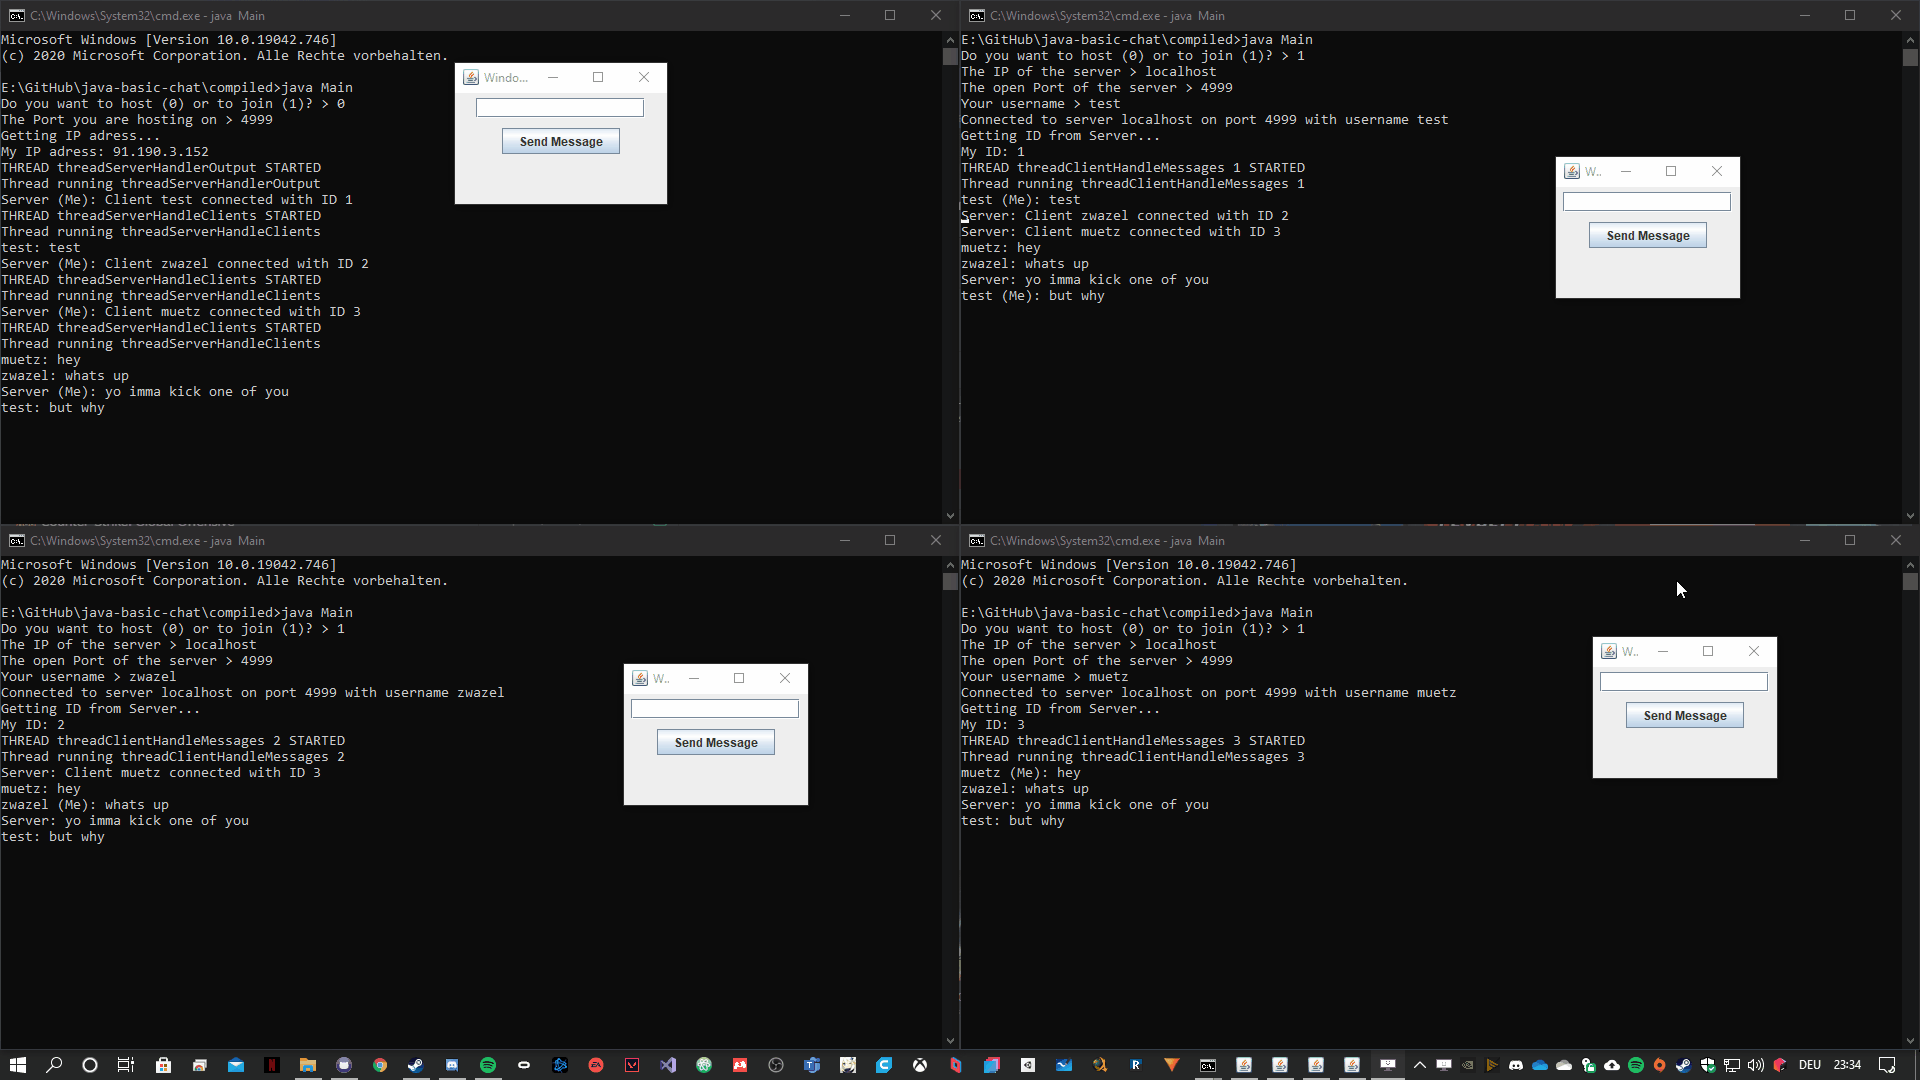 C:\Windows\System32\cmd.exe - java  Main
Microsoft Windows [Version 10.0.19042.746]
(c) 2020 Microsoft Corporation. Alle Rechte vorbehalten.
E:\GitHub\java-basic-chat\compiled>java Main
Do you want to host (0) or to join (1)? > 0
The Port you are hosting on > 4999
Getting IP adress...
My IP adress: 91.190.3.152
THREAD threadServerHandlerOutput STARTED
Thread running threadServerHandlerOutput
Server (Me): Client test connected with ID 1
THREAD threadServerHandleClients STARTED
Thread running threadServerHandleClients
test: test
Server (Me): Client zwazel connected with ID 2
THREAD threadServerHandleClients STARTED
Thread running threadServerHandleClients
Server (Me): Client muetz connected with ID 3
THREAD threadServerHandleClients STARTED
Thread running threadServerHandleClients
muetz: hey
zwazel: whats up
Server (Me): yo imma kick one of you
test: but why
Windo...
Send Message
C:\Windows\System32\cmd.exe - java  Main
E:\GitHub\java-basic-chat\compiled>java Main
Do you want to host (0) or to join (1)? > 1
The IP of the server > localhost
The open Port of the server > 4999
Your username > test
Connected to server localhost on port 4999 with username test
Getting ID from Server...
My ID: 1
THREAD threadClientHandleMessages 1 STARTED
Thread running threadClientHandleMessages 1
test (Me): test
Server: Client zwazel connected with ID 2
Server: Client muetz connected with ID 3
muetz: hey
zwazel: whats up
Server: yo imma kick one of you
test (Me): but why
W..
Send Message
C:\Windows\System32\cmd.exe - java  Main
Microsoft Windows [Version 10.0.19042.746]
(c) 2020 Microsoft Corporation. Alle Rechte vorbehalten.
E:\GitHub\java-basic-chat\compiled>java Main
Do you want to host (0) or to join (1)? > 1
The IP of the server > localhost
The open Port of the server > 4999
Your username > zwazel
Connected to server localhost on port 4999 with username zwazel
Getting ID from Server...
My ID: 2
THREAD threadClientHandleMessages 2 STARTED
Thread running threadClientHandleMessages 2
Server: Client muetz connected with ID 3
muetz: hey
zwazel (Me): whats up
Server: yo imma kick one of you
test: but why
W..
Send Message
C:\Windows\System32\cmd.exe - java  Main
Microsoft Windows [Version 10.0.19042.746]
(c) 2020 Microsoft Corporation. Alle Rechte vorbehalten.
E:\GitHub\java-basic-chat\compiled>java Main
Do you want to host (0) or to join (1)? > 1
The IP of the server > localhost
The open Port of the server > 4999
Your username > muetz
Connected to server localhost on port 4999 with username muetz
Getting ID from Server...
My ID: 3
THREAD threadClientHandleMessages 3 STARTED
Thread running threadClientHandleMessages 3
muetz (Me): hey
zwazel: whats up
Server: yo imma kick one of you
test: but why
W..
Send Message
DEU 23:34